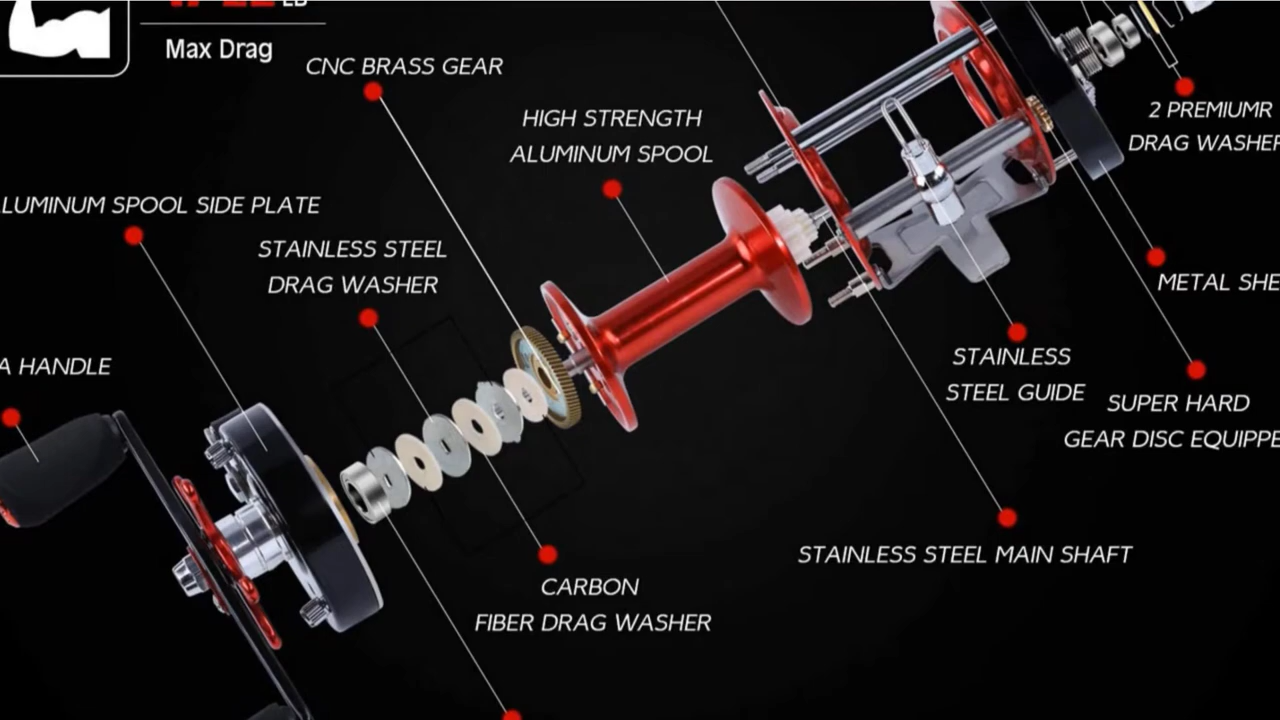 LB
Max Drag
CNC BRASS GEAR
HIGH STRENGTH
ALUMINUM SPOOL
2 PREMIUMR
DRAG WASHER
LUMINUM SPOOL SIDE PLATE
STAINLESS STEEL
DRAG WASHER
METAL SHE
A HANDLE
STAINLESS
STEEL GUIDE
SUPER HARD
GEAR DISC EQUIPPE
STAINLESS STEEL MAIN SHAFT
CARBON
FIBER DRAG WASHER